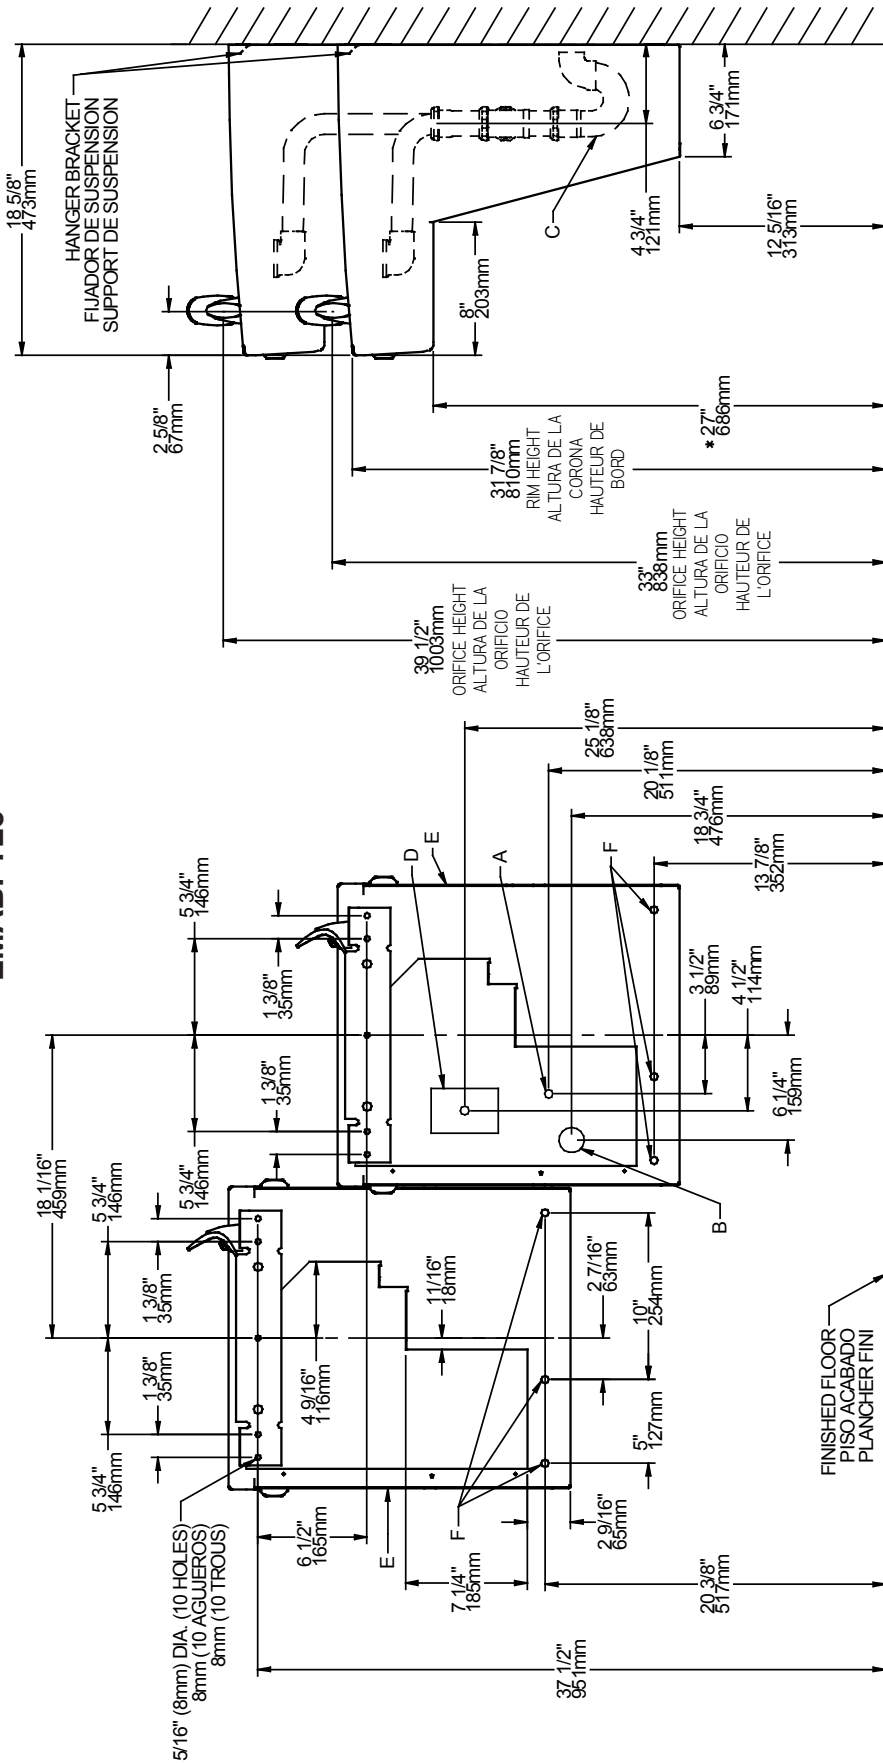 18 1/16"
459mm
5 3/4"
146mm
5 3/4"
146mm
1 3/8"
35mm
1 3/8"
35mm
5/16" (8mm) DIA. (10 HOLES)
8mm (10 AGUJEROS)
8mm (10 TROUS)
5 3/4"
146mm
5 3/4"
146mm
1 3/8"
35mm
1 3/8"
35mm
6 1/2"
165mm
4 9/16"
116mm
11/16"
18mm
E
7 1/4"
185mm
F
2 9/16"
65mm
5"
127mm
10"
254mm
2 7/16"
63mm
37 1/2"
951mm
20 3/8"
517mm
D
E
A
F
B
25 1/8"
638mm
20 1/8"
511mm
18 3/4"
476mm
13 7/8"
352mm
3 1/2"
89mm
4 1/2"
114mm
6 1/4"
159mm
FINISHED FLOOR
PISO ACABADO
PLANCHER FINI
18 5/8"
473mm
HANGER BRACKET
FIJADOR DE SUSPENSION
SUPPORT DE SUSPENSION
2 5/8"
67mm
8"
203mm
C
4 3/4"
121mm
6 3/4"
171mm
12 5/16"
313mm
39 1/2"
1003mm
ORIFICE HEIGHT
ALTURA DE LA
ORIFICIO
HAUTEUR DE
L'ORIFICE
33"
838mm
ORIFICE HEIGHT
ALTURA DE LA
ORIFICIO
HAUTEUR DE
L'ORIFICE
31 7/8"
810mm
RIM HEIGHT
ALTURA DE LA
CORONA
HAUTEUR DE
BORD
* 27"
686mm